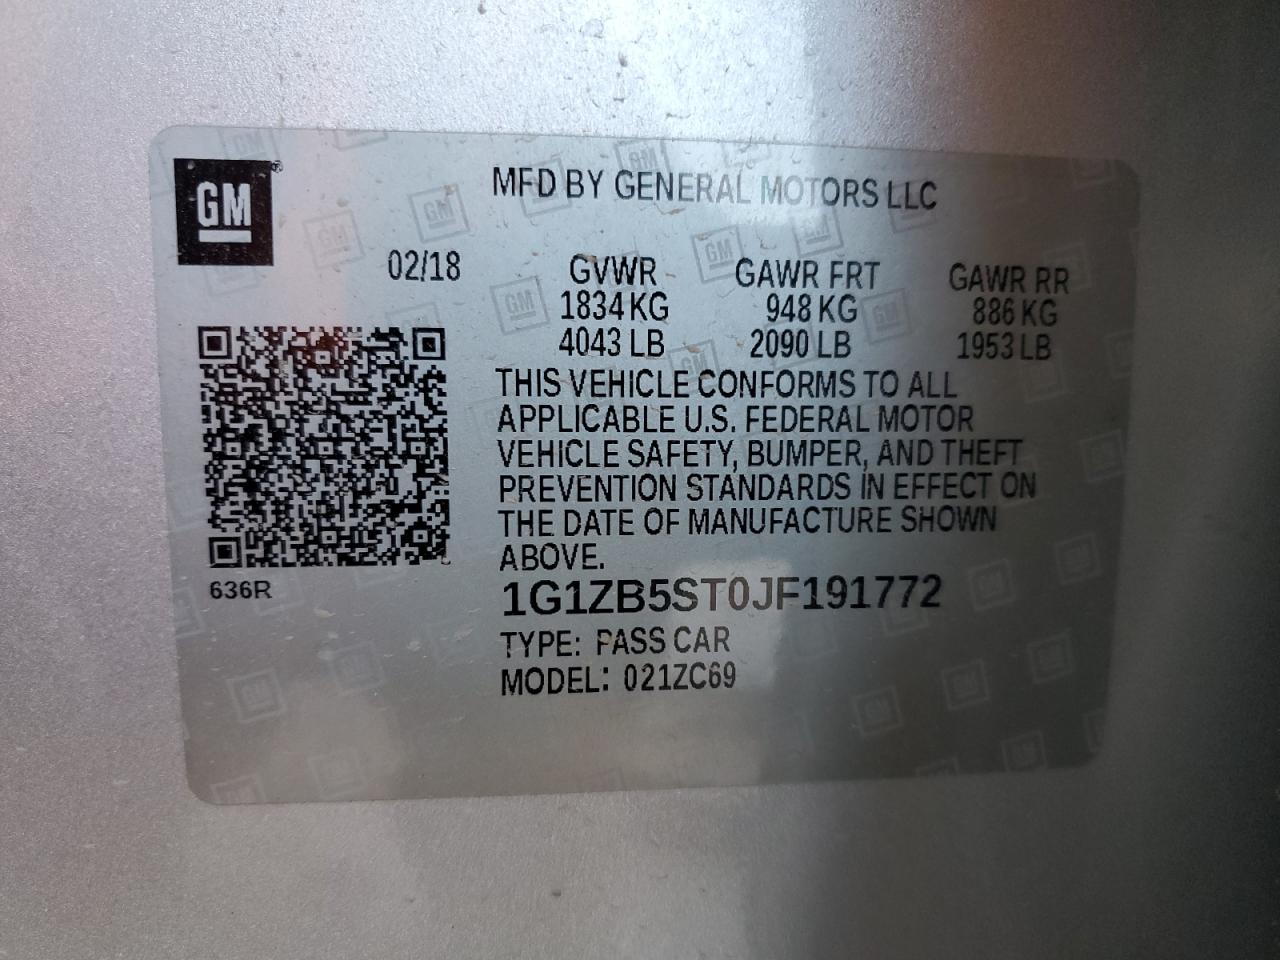 GM®
MFD BY GENERAL MOTORS LLC
02/18 GVWR GAWR FRT GAWR RR
1834 KG 948 KG 886 KG
4043 LB 2090 LB 1953 LB
THIS VEHICLE CONFORMS TO ALL
APPLICABLE U.S. FEDERAL MOTOR
VEHICLE SAFETY, BUMPER, AND THEFT
PREVENTION STANDARDS IN EFFECT ON
THE DATE OF MANUFACTURE SHOWN
ABOVE.
636R
1G1ZB5ST0JF191772
TYPE: PASS CAR
MODEL: 021ZC69